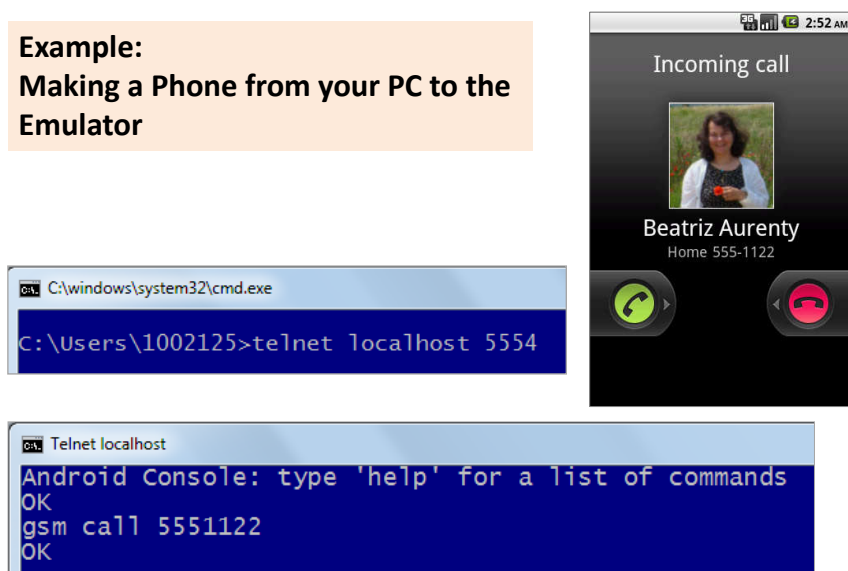 Example:
Making a Phone from your PC to the
Emulator
3G
2:52 AM
Incoming call
Beatriz Aurenty
Home 555-1122
C:\windows\system32\cmd.exe
C:\Users\1002125>telnet localhost 5554
Telnet localhost
Android Console: type 'help' for a list of commands
OK
gsm call 5551122
OK